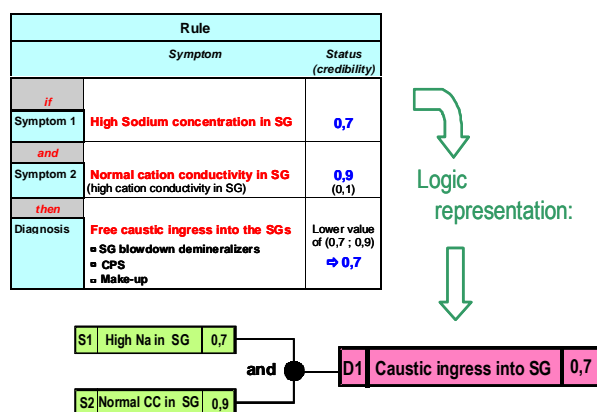 Rule
Symptom Status
(credibility)
if
Symptom 1 High Sodium concentration in SG 0,7
and
Symptom 2 Normal cation conductivity in SG 0,9
(high cation conductivity in SG) (0,1)
then
Diagnosis Free caustic ingress into the SGs Lower value
of (0,7 ; 0,9)
SG blowdown demineralizers
CPS ⇨ 0,7
Make-up
Logic
representation:
S1 High Na in SG 0,7
and
D1 Caustic ingress into SG 0,7
S2 Normal CC in SG 0,9